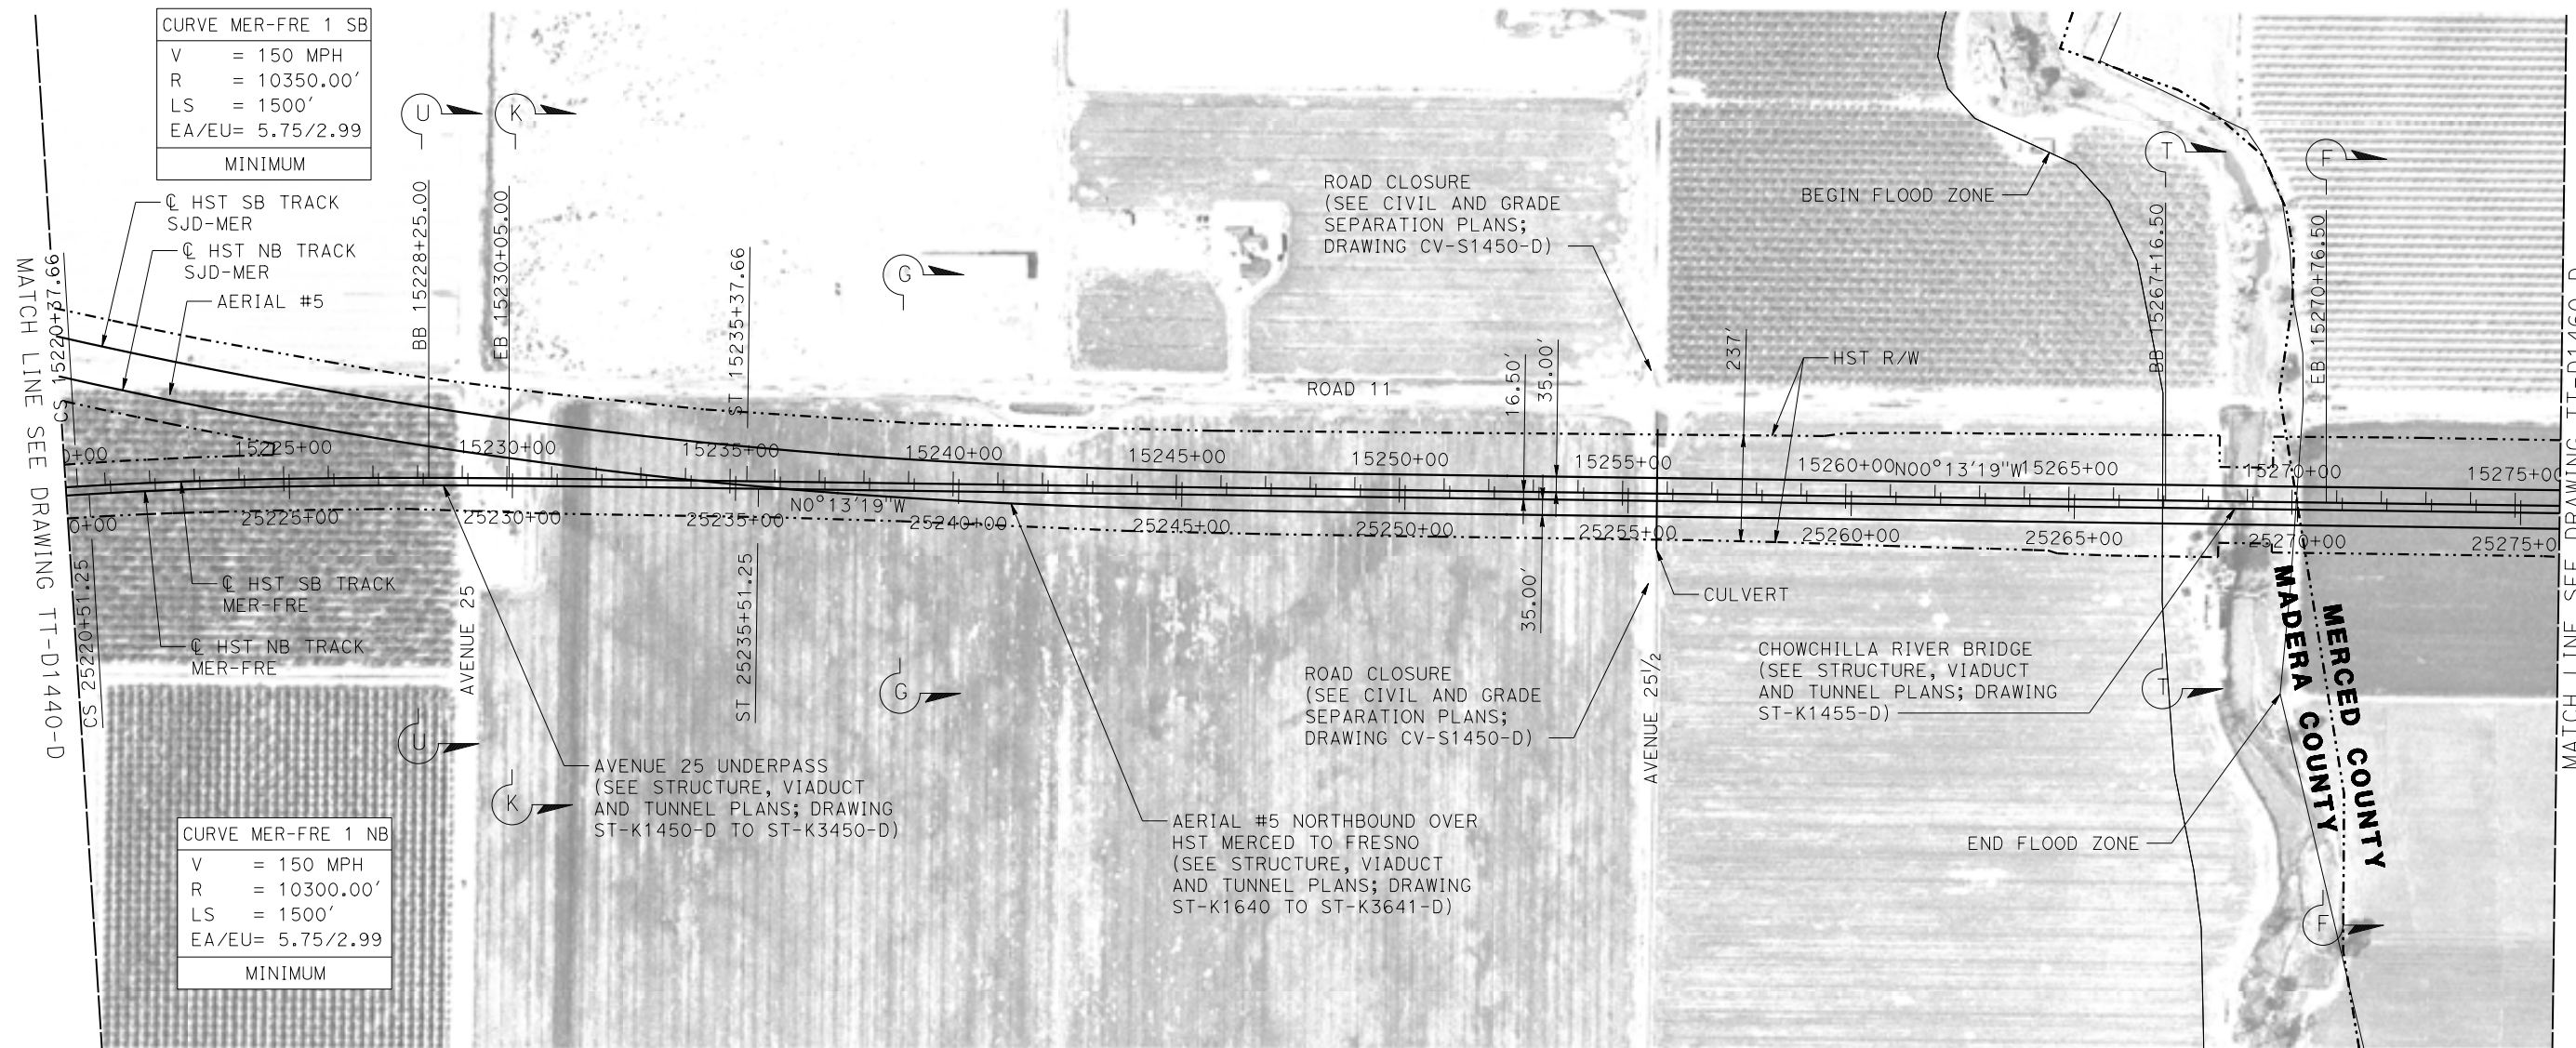 CURVE MER-FRE 1 SB
V = 150 MPH
R = 10350.00'
LS = 1500'
EA/EU= 5.75/2.99
MINIMUM
℄ HST SB TRACK
SJD-MER
℄ HST NB TRACK
SJD-MER
AERIAL #5
MATCH LINE SEE DRAWING TT-D1440-D
CS 15220+37.66
U
K
BB 15228+25.00
EB 15230+05.00
ST 15235+37.66
G
ROAD CLOSURE
(SEE CIVIL AND GRADE
SEPARATION PLANS;
DRAWING CV-S1450-D)
ROAD 11
16.50'
35.00'
237'
HST R/W
BEGIN FLOOD ZONE
T
F
BB 15267+16.50
EB 15270+76.50
MATCH LINE SEE DRAWING TT-D1460-D
0+00
15225+00
15230+00
15235+00
15240+00
15245+00
15250+00
15255+00
15260+00
N00°13'19"W
15265+00
15270+00
15275+00
N0°13'19"W
0+00
25225+00
25230+00
25235+00
25240+00
25245+00
25250+00
25255+00
25260+00
25265+00
25270+00
25275+0
CS 25220+51.25
℄ HST SB TRACK
MER-FRE
℄ HST NB TRACK
MER-FRE
AVENUE 25
ST 25235+51.25
35.00'
CULVERT
AVENUE 25½
G
U
K
AVENUE 25 UNDERPASS
(SEE STRUCTURE, VIADUCT
AND TUNNEL PLANS; DRAWING
ST-K1450-D TO ST-K3450-D)
AERIAL #5 NORTHBOUND OVER
HST MERCED TO FRESNO
(SEE STRUCTURE, VIADUCT
AND TUNNEL PLANS; DRAWING
ST-K1640 TO ST-K3641-D)
ROAD CLOSURE
(SEE CIVIL AND GRADE
SEPARATION PLANS;
DRAWING CV-S1450-D)
CHOWCHILLA RIVER BRIDGE
(SEE STRUCTURE, VIADUCT
AND TUNNEL PLANS; DRAWING
ST-K1455-D)
T
MADERA COUNTY
MERCED COUNTY
END FLOOD ZONE
F
CURVE MER-FRE 1 NB
V = 150 MPH
R = 10300.00'
LS = 1500'
EA/EU= 5.75/2.99
MINIMUM